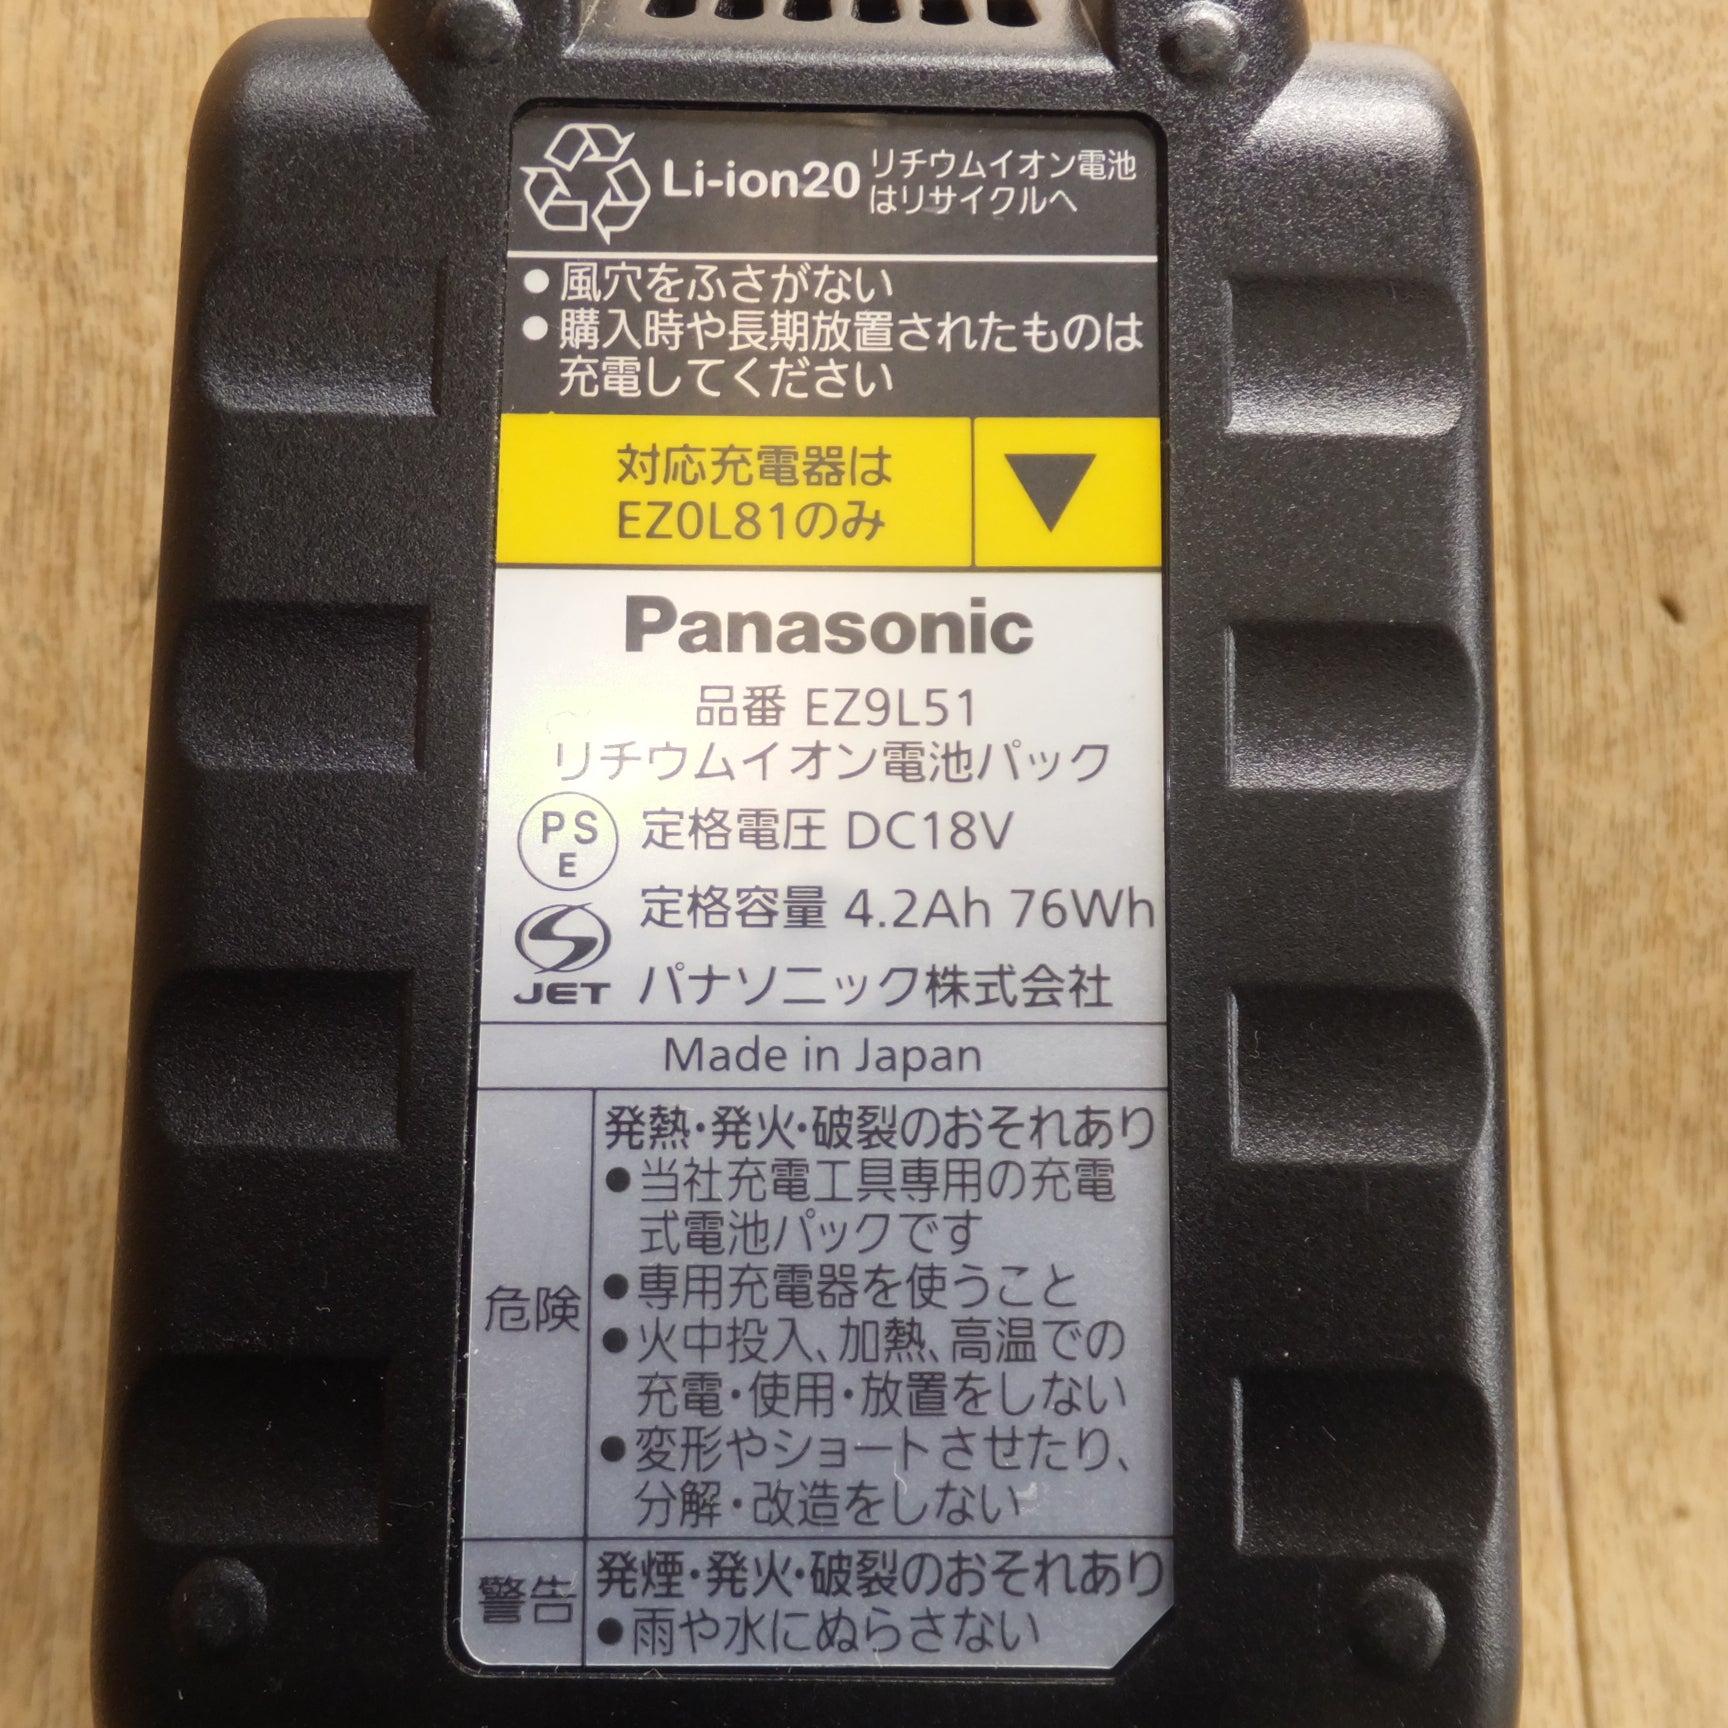 Li-ion20 リチウムイオン電池
はリサイクルへ
●風穴をふさがない
●購入時や長期放置されたものは
充電してください
対応充電器は
EZ0L81のみ
▼
Panasonic
品番 EZ9L51
リチウムイオン電池パック
PS
E
定格電圧 DC18V
定格容量 4.2Ah 76Wh
JET パナソニック株式会社
Made in Japan
危険
発熱・発火・破裂のおそれあり
●当社充電工具専用の充電
式電池パックです
●専用充電器を使うこと
●火中投入、加熱、高温での
充電・使用・放置をしない
●変形やショートさせたり、
分解・改造をしない
警告
発煙・発火・破裂のおそれあり
●雨や水にぬらさない